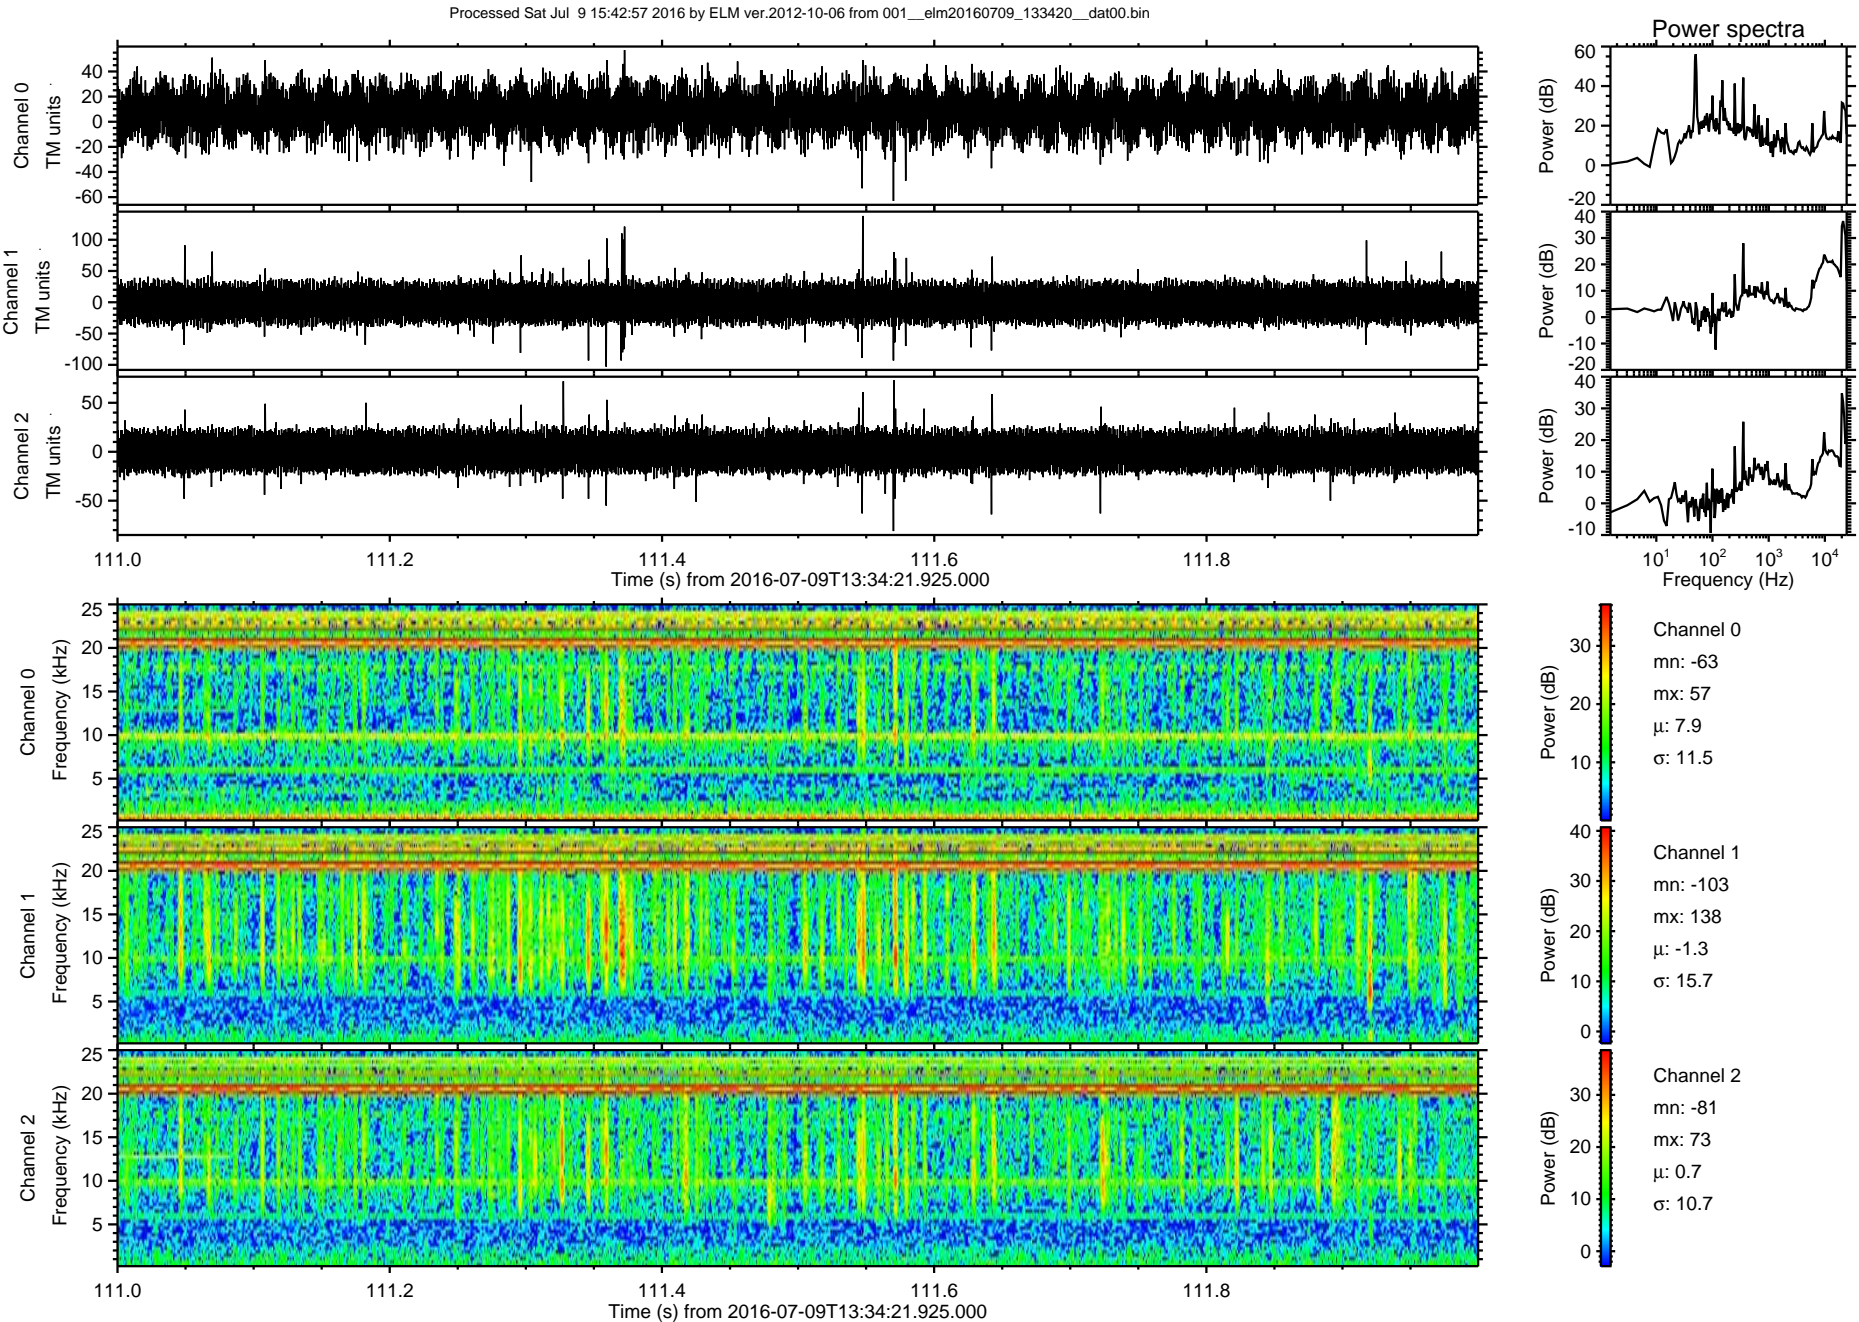 Processed Sat Jul  9 15:42:57 2016 by ELM ver.2012-10-06 from 001__elm20160709_133420__dat00.bin
Power spectra
Channel 0
TM units
40
20
0
-20
-40
-60
Power (dB)
60
40
20
0
-20
Channel 1
TM units
100
50
0
-50
-100
Power (dB)
40
30
20
10
0
-10
-20
Channel 2
TM units
50
0
-50
Power (dB)
40
30
20
10
0
-10
111.0 111.2 111.4 111.6 111.8
Time (s) from 2016-07-09T13:34:21.925.000
10¹ 10² 10³ 10⁴
Frequency (Hz)
Channel 0
Frequency (kHz)
25
20
15
10
5
Power (dB)
30
20
10
Channel 0
mn: -63
mx: 57
µ: 7.9
σ: 11.5
Channel 1
Frequency (kHz)
25
20
15
10
5
Power (dB)
40
30
20
10
0
Channel 1
mn: -103
mx: 138
µ: -1.3
σ: 15.7
Channel 2
Frequency (kHz)
25
20
15
10
5
Power (dB)
30
20
10
0
Channel 2
mn: -81
mx: 73
µ: 0.7
σ: 10.7
111.0 111.2 111.4 111.6 111.8
Time (s) from 2016-07-09T13:34:21.925.000